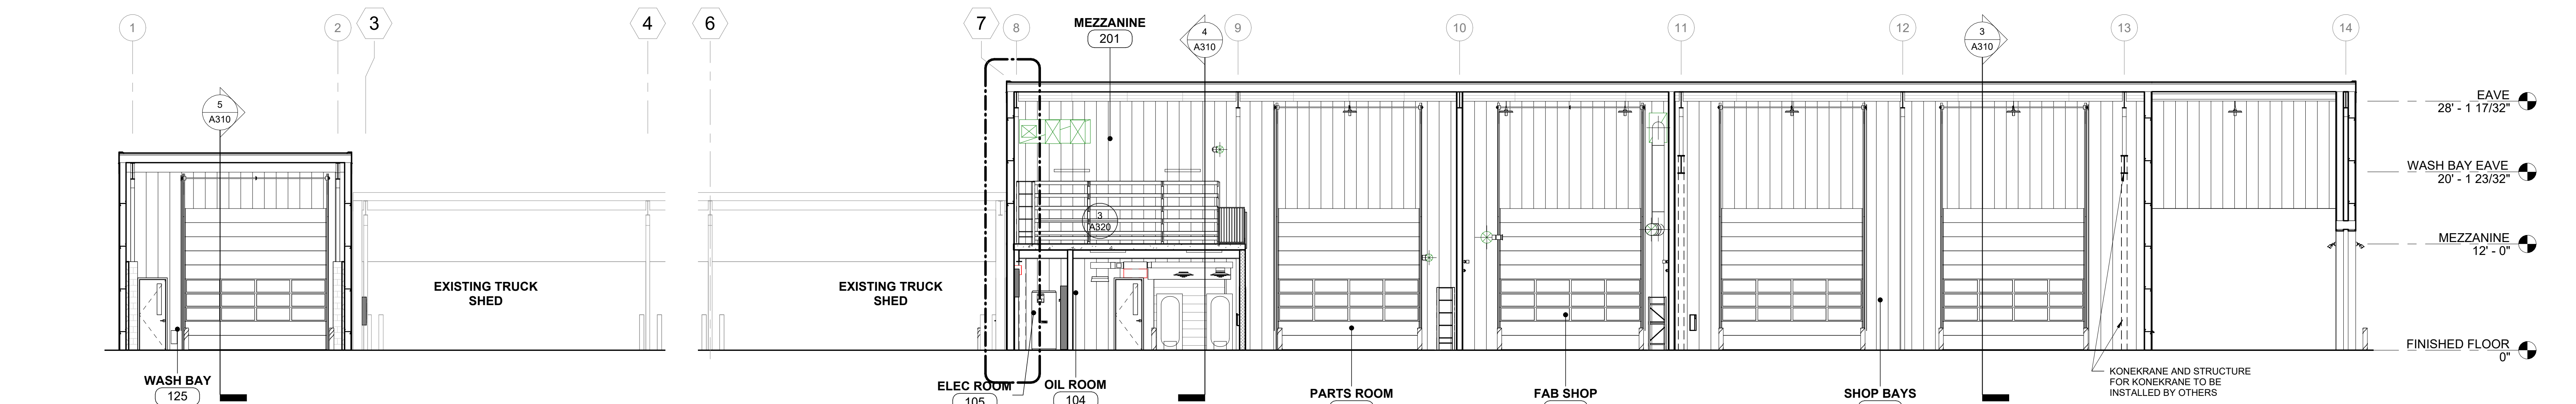 1
2
3
4
6
7
8
MEZZANINE
201
4
A310
9
10
11
12
3
A310
13
14
5
A310
EAVE
28' - 1 17/32"
WASH BAY EAVE
20' - 1 23/32"
3
A320
MEZZANINE
12' - 0"
EXISTING TRUCK
SHED
EXISTING TRUCK
SHED
FINISHED FLOOR
0"
WASH BAY
125
ELEC ROOM
105
OIL ROOM
104
PARTS ROOM
FAB SHOP
SHOP BAYS
KONEKRANE AND STRUCTURE
FOR KONEKRANE TO BE
INSTALLED BY OTHERS